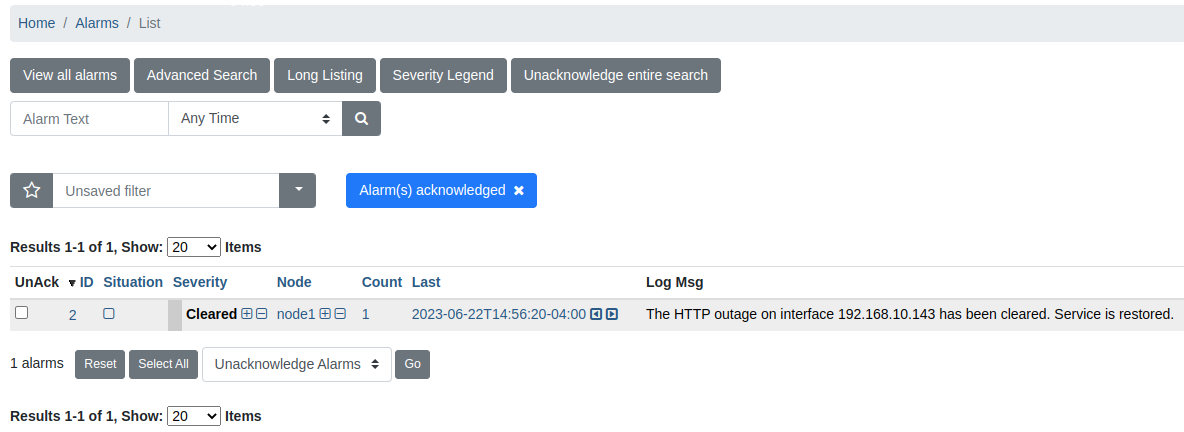 Home / Alarms / List
View all alarms Advanced Search Long Listing Severity Legend Unacknowledge entire search
Alarm Text Any Time
Unsaved filter Alarm(s) acknowledged
Results 1-1 of 1, Show: 20 Items
UnAck ID Situation Severity Node Count Last Log Msg
2 Cleared node1 1 2023-06-22T14:56:20-04:00 The HTTP outage on interface 192.168.10.143 has been cleared. Service is restored.
1 alarms Reset Select All Unacknowledge Alarms Go
Results 1-1 of 1, Show: 20 Items